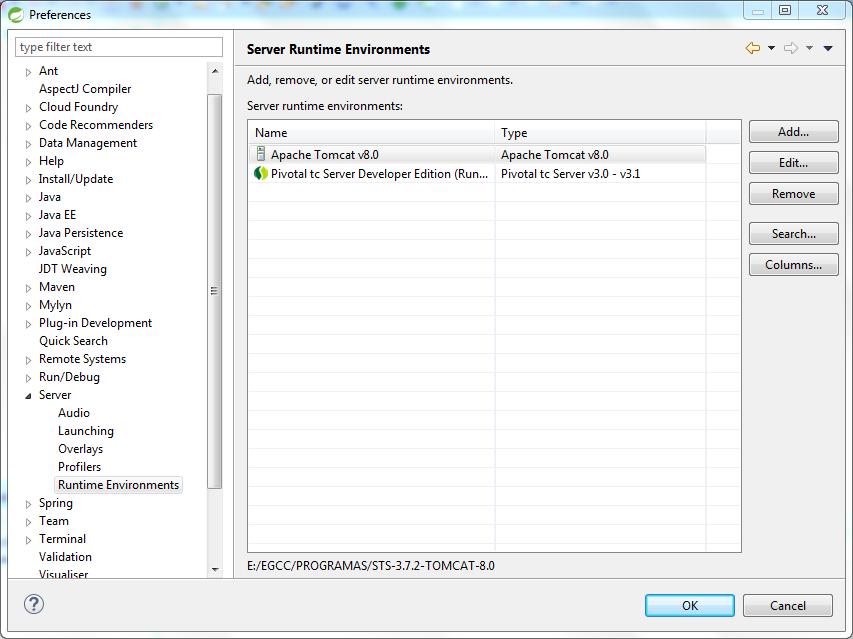 Preferences
type filter text
Ant
AspectJ Compiler
Cloud Foundry
Code Recommenders
Data Management
Help
Install/Update
Java
Java EE
Java Persistence
JavaScript
JDT Weaving
Maven
Mylyn
Plug-in Development
Quick Search
Remote Systems
Run/Debug
Server
Audio
Launching
Overlays
Profilers
Runtime Environments
Spring
Team
Terminal
Validation
Visualiser
Server Runtime Environments
Add, remove, or edit server runtime environments.
Server runtime environments:
Name Type
Apache Tomcat v8.0 Apache Tomcat v8.0
Pivotal tc Server Developer Edition (Run... Pivotal tc Server v3.0 - v3.1
Add...
Edit...
Remove
Search...
Columns...
E:/EGCC/PROGRAMAS/STS-3.7.2-TOMCAT-8.0
OK Cancel